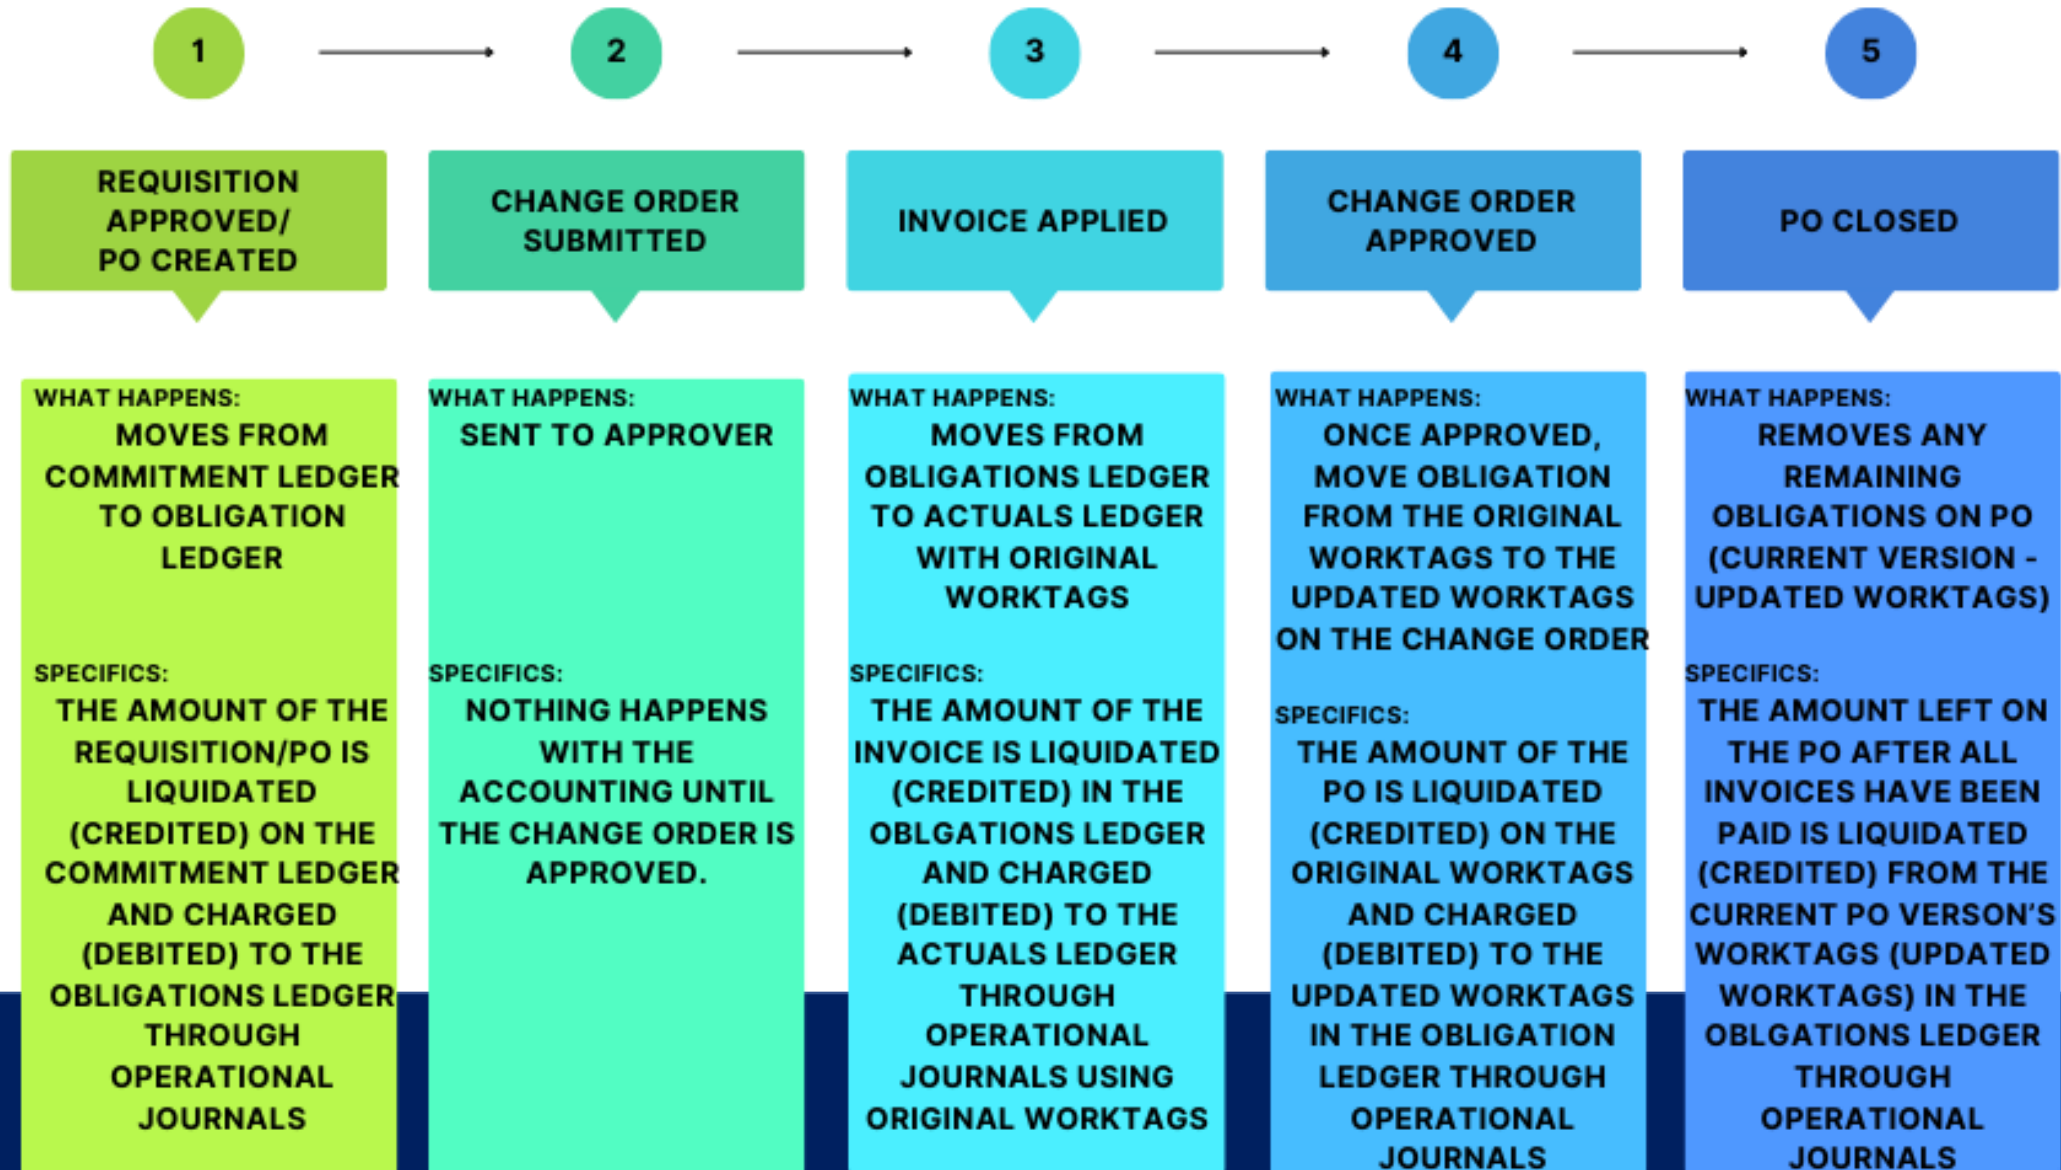 1
2
3
4
5
REQUISITION
APPROVED/
PO CREATED
CHANGE ORDER
SUBMITTED
INVOICE APPLIED
CHANGE ORDER
APPROVED
PO CLOSED
WHAT HAPPENS:
MOVES FROM
COMMITMENT LEDGER
TO OBLIGATION
LEDGER
SPECIFICS:
THE AMOUNT OF THE
REQUISITION/PO IS
LIQUIDATED
(CREDITED) ON THE
COMMITMENT LEDGER
AND CHARGED
(DEBITED) TO THE
OBLIGATIONS LEDGER
THROUGH
OPERATIONAL
JOURNALS
WHAT HAPPENS:
SENT TO APPROVER
SPECIFICS:
NOTHING HAPPENS
WITH THE
ACCOUNTING UNTIL
THE CHANGE ORDER IS
APPROVED.
WHAT HAPPENS:
MOVES FROM
OBLIGATIONS LEDGER
TO ACTUALS LEDGER
WITH ORIGINAL
WORKTAGS
SPECIFICS:
THE AMOUNT OF THE
INVOICE IS LIQUIDATED
(CREDITED) IN THE
OBLGATIONS LEDGER
AND CHARGED
(DEBITED) TO THE
ACTUALS LEDGER
THROUGH
OPERATIONAL
JOURNALS USING
ORIGINAL WORKTAGS
WHAT HAPPENS:
ONCE APPROVED,
MOVE OBLIGATION
FROM THE ORIGINAL
WORKTAGS TO THE
UPDATED WORKTAGS
ON THE CHANGE ORDER
SPECIFICS:
THE AMOUNT OF THE
PO IS LIQUIDATED
(CREDITED) ON THE
ORIGINAL WORKTAGS
AND CHARGED
(DEBITED) TO THE
UPDATED WORKTAGS
IN THE OBLIGATION
LEDGER THROUGH
OPERATIONAL
JOURNALS
WHAT HAPPENS:
REMOVES ANY
REMAINING
OBLIGATIONS ON PO
(CURRENT VERSION -
UPDATED WORKTAGS)
SPECIFICS:
THE AMOUNT LEFT ON
THE PO AFTER ALL
INVOICES HAVE BEEN
PAID IS LIQUIDATED
(CREDITED) FROM THE
CURRENT PO VERSON'S
WORKTAGS (UPDATED
WORKTAGS) IN THE
OBLGATIONS LEDGER
THROUGH
OPERATIONAL
JOURNALS